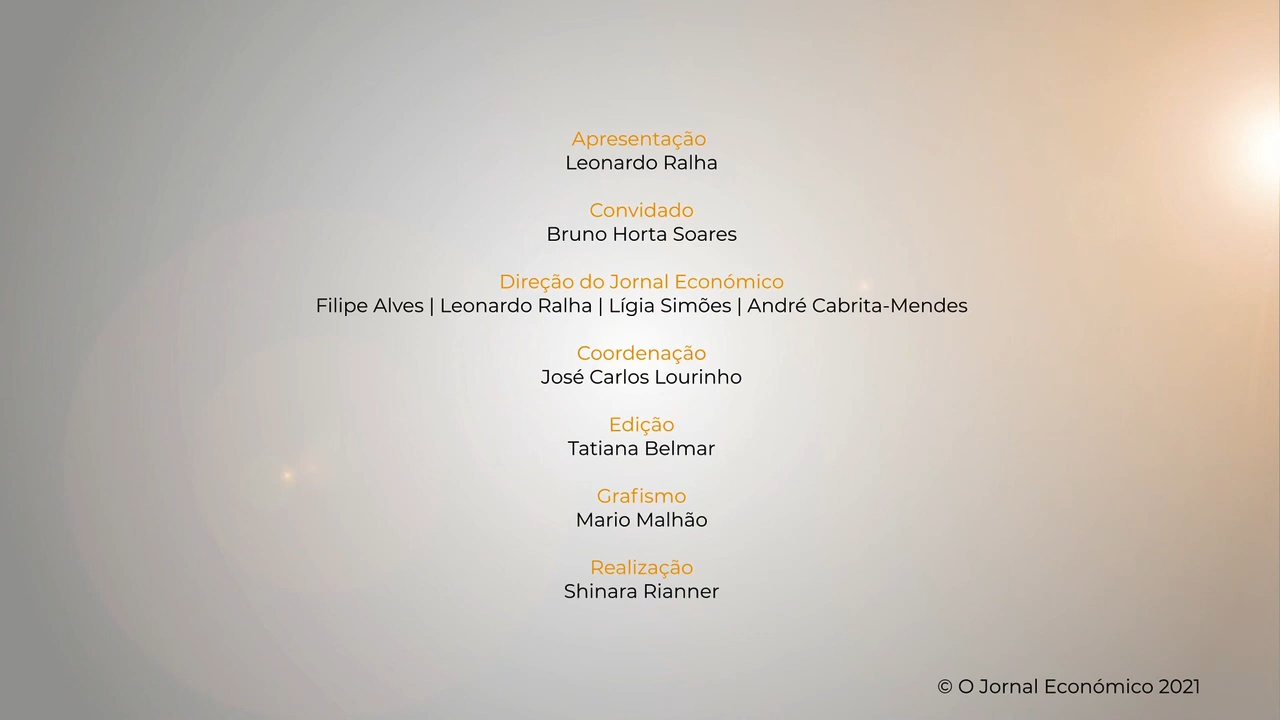 Apresentação
Leonardo Ralha
Convidado
Bruno Horta Soares
Direção do Jornal Económico
Filipe Alves | Leonardo Ralha | Lígia Simões | André Cabrita-Mendes
Coordenação
José Carlos Lourinho
Edição
Tatiana Belmar
Grafismo
Mario Malhão
Realização
Shinara Rianner
© O Jornal Económico 2021